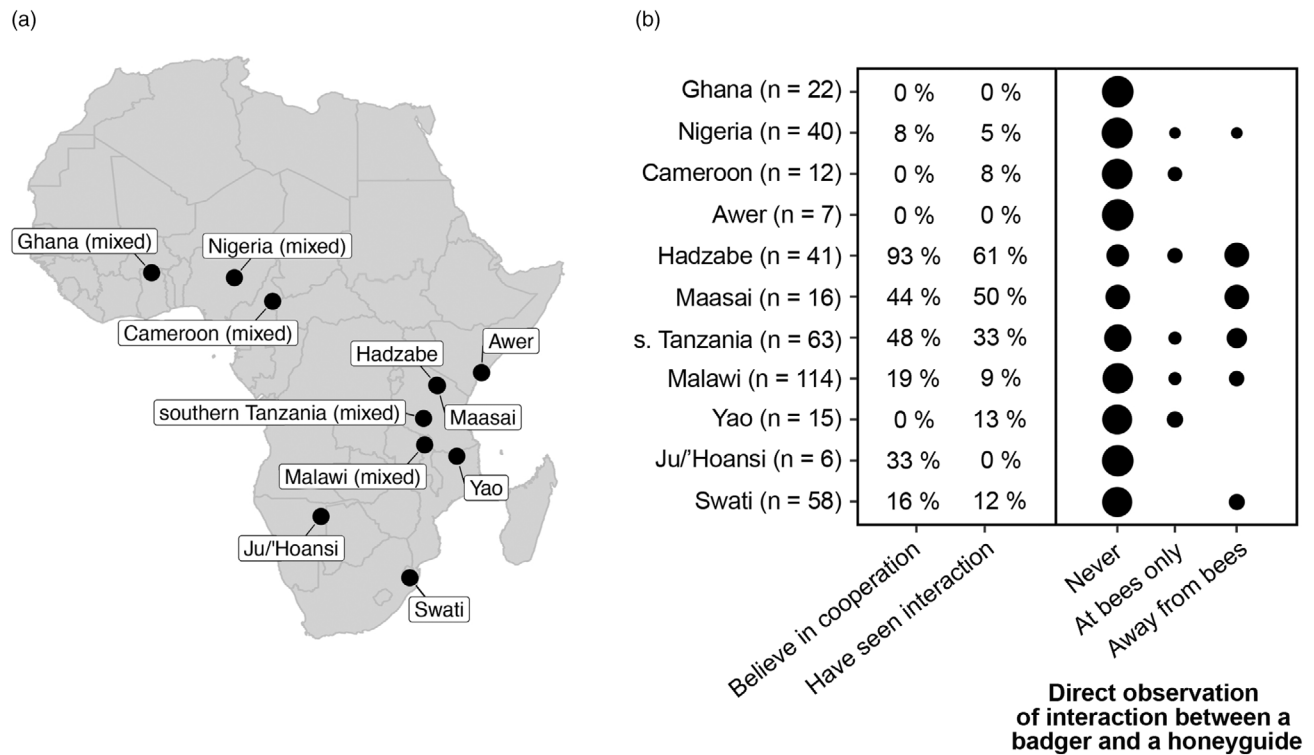 (a)
Ghana (mixed)
Nigeria (mixed)
Cameroon (mixed)
Awer
Hadzabe
southern Tanzania (mixed)
Maasai
Malawi (mixed)
Yao
Ju/'Hoansi
Swati
(b)
Ghana (n = 22) 0 % 0 %
Nigeria (n = 40) 8 % 5 %
Cameroon (n = 12) 0 % 8 %
Awer (n = 7) 0 % 0 %
Hadzabe (n = 41) 93 % 61 %
Maasai (n = 16) 44 % 50 %
s. Tanzania (n = 63) 48 % 33 %
Malawi (n = 114) 19 % 9 %
Yao (n = 15) 0 % 13 %
Ju/’Hoansi (n = 6) 33 % 0 %
Swati (n = 58) 16 % 12 %
Believe in cooperation
Have seen interaction
Never
At bees only
Away from bees
Direct observation
of interaction between a
badger and a honeyguide